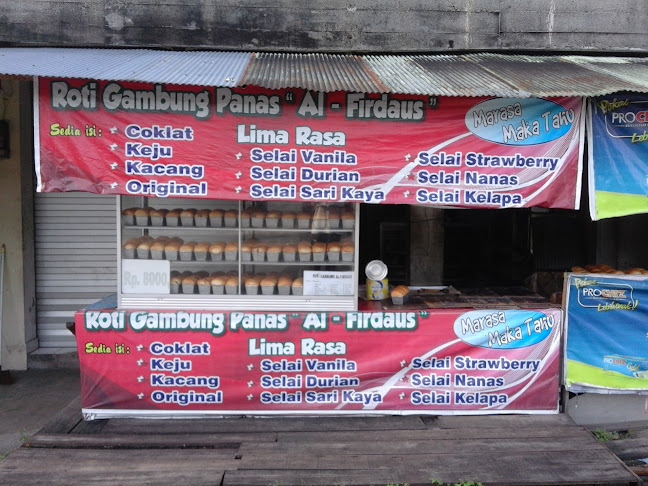 Roti Gambung Panas "Al - Firdaus"
Sedia isi :
Coklat
Keju
Kacang
Original
Lima Rasa
Selai Vanila
Selai Durian
Selai Sari Kaya
Selai Strawberry
Selai Nanas
Selai Kelapa
Marasa
Maka Tahu
Rp. 8000
Roti Gambung Panas "Al - Firdaus"
Sedia isi :
Coklat
Keju
Kacang
Original
Lima Rasa
Selai Vanila
Selai Durian
Selai Sari Kaya
Selai Strawberry
Selai Nanas
Selai Kelapa
Marasa
Maka Tahu